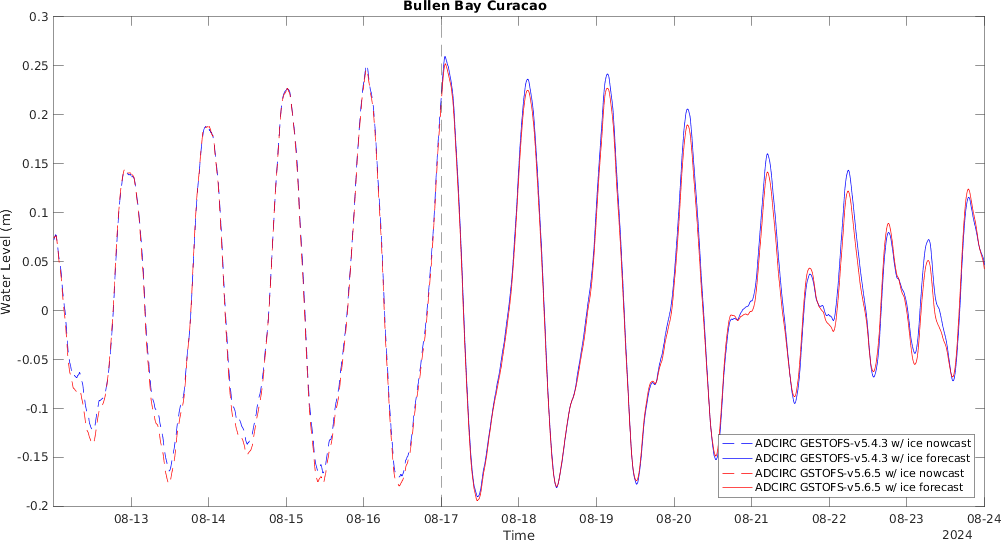 Bullen Bay Curacao
0.3
0.25
0.2
0.15
0.1
0.05
0
-0.05
-0.1
-0.15
-0.2
Water Level (m)
ADCIRC GESTOFS-v5.4.3 w/ ice nowcast
ADCIRC GESTOFS-v5.4.3 w/ ice forecast
ADCIRC GSTOFS-v5.6.5 w/ ice nowcast
ADCIRC GSTOFS-v5.6.5 w/ ice forecast
08-13 08-14 08-15 08-16 08-17 08-18 08-19 08-20 08-21 08-22 08-23 08-24
Time
2024